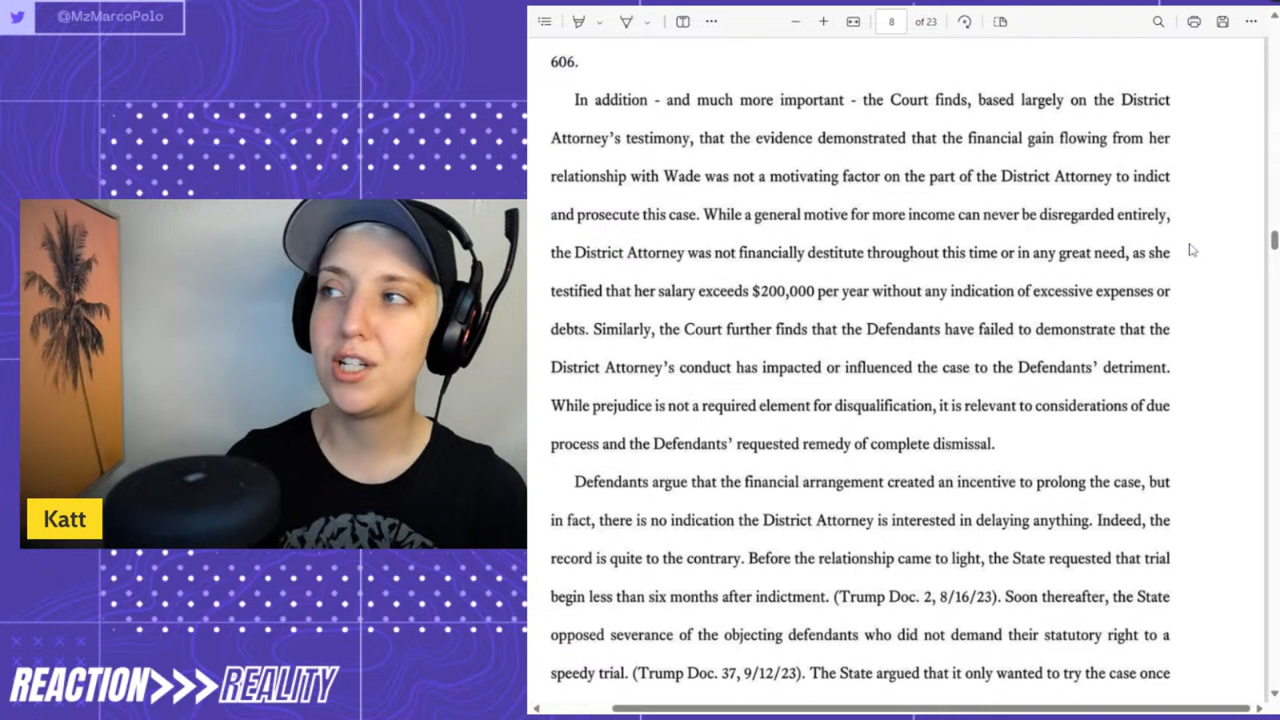 @MzMarcoPolo
8
of 23
606.
In addition - and much more important - the Court finds, based largely on the District
Attorney's testimony, that the evidence demonstrated that the financial gain flowing from her
relationship with Wade was not a motivating factor on the part of the District Attorney to indict
and prosecute this case. While a general motive for more income can never be disregarded entirely,
the District Attorney was not financially destitute throughout this time or in any great need, as she
testified that her salary exceeds $200,000 per year without any indication of excessive expenses or
debts. Similarly, the Court further finds that the Defendants have failed to demonstrate that the
District Attorney's conduct has impacted or influenced the case to the Defendants' detriment.
While prejudice is not a required element for disqualification, it is relevant to considerations of due
process and the Defendants' requested remedy of complete dismissal.
Defendants argue that the financial arrangement created an incentive to prolong the case, but
in fact, there is no indication the District Attorney is interested in delaying anything. Indeed, the
record is quite to the contrary. Before the relationship came to light, the State requested that trial
begin less than six months after indictment. (Trump Doc. 2, 8/16/23). Soon thereafter, the State
opposed severance of the objecting defendants who did not demand their statutory right to a
speedy trial. (Trump Doc. 37, 9/12/23). The State argued that it only wanted to try the case once
Katt
REACTION>>>REALITY